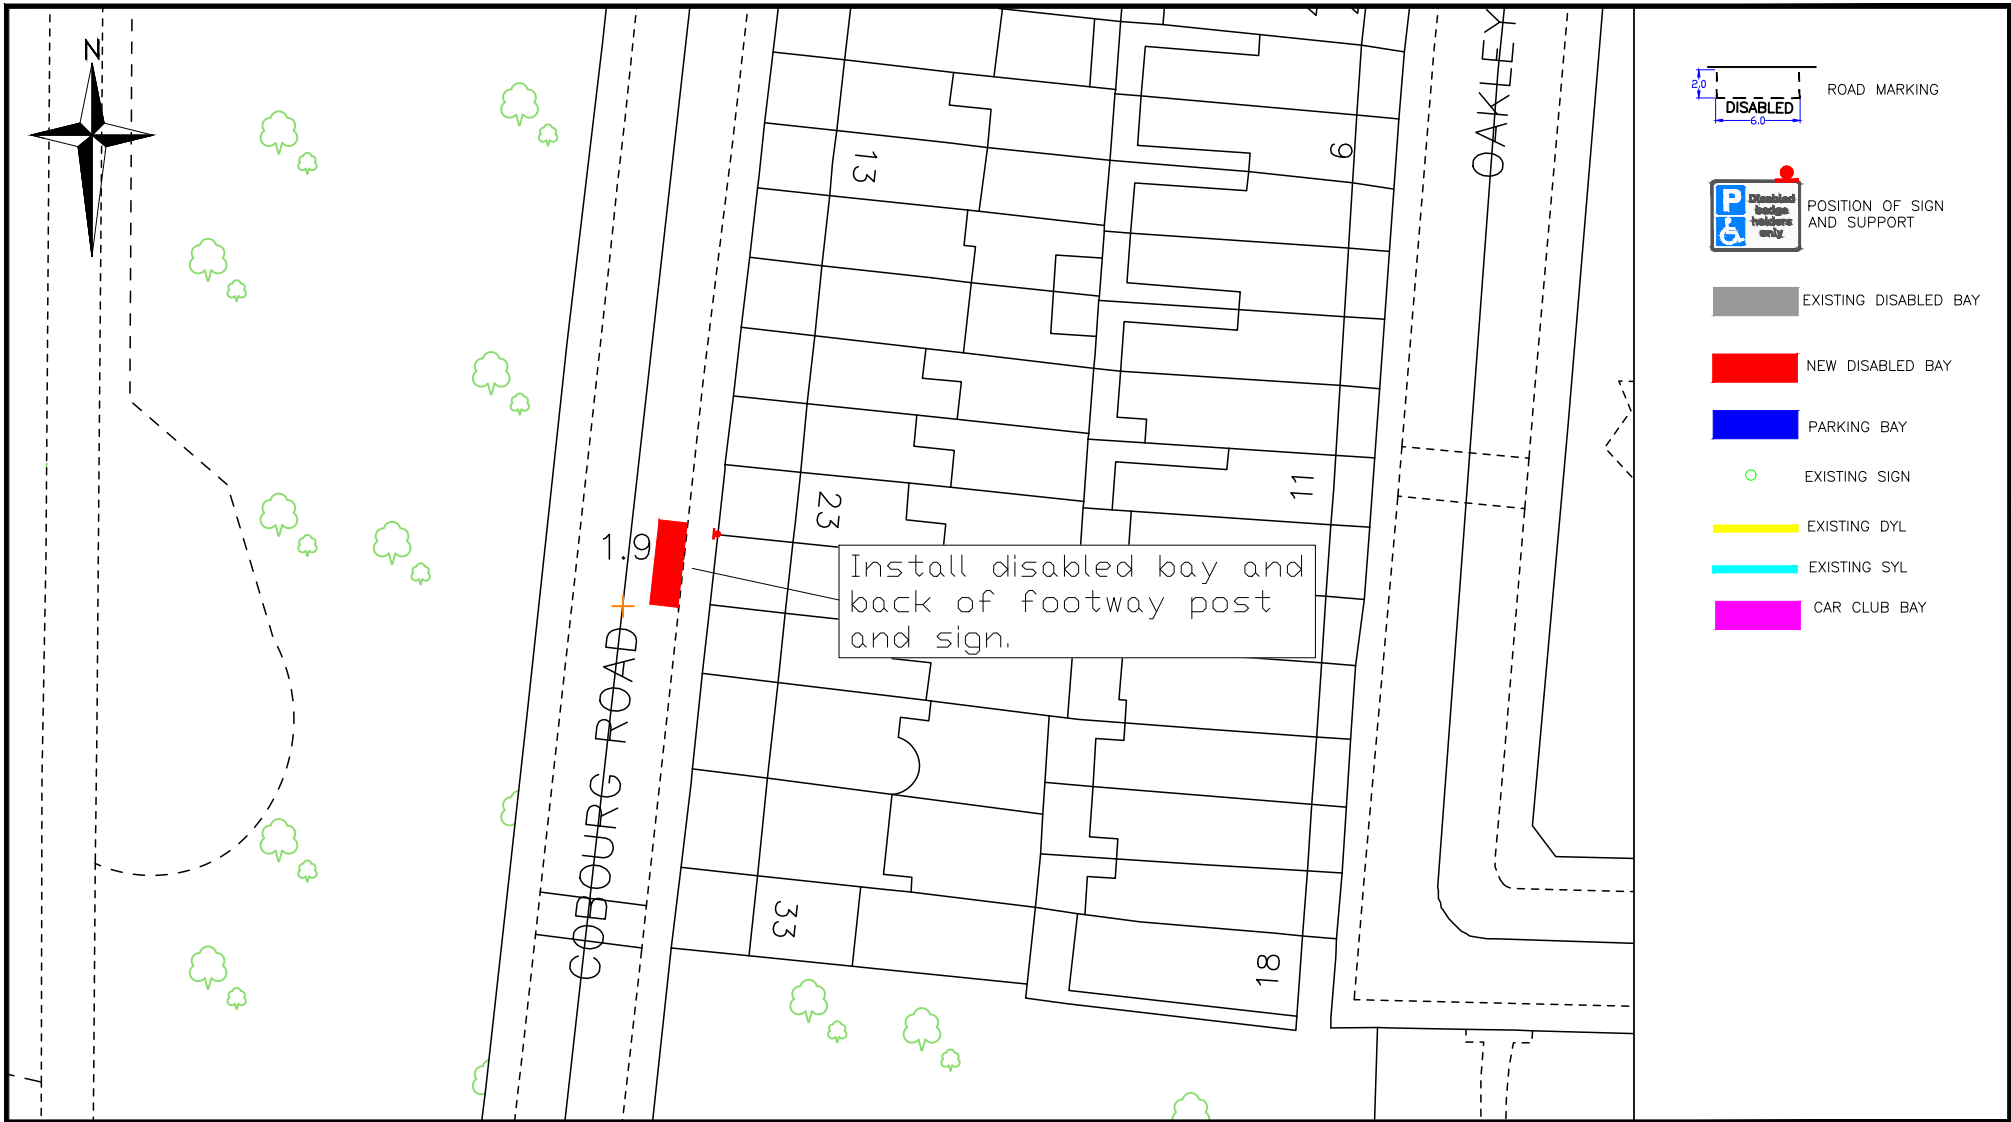 N
13
9
OAKLEY
23
11
1.9
Install disabled bay and
back of footway post
and sign.
COBOURG ROAD
33
18
2.0
DISABLED
6.0
ROAD MARKING
P
Disabled
badge
holders
only
POSITION OF SIGN
AND SUPPORT
EXISTING DISABLED BAY
NEW DISABLED BAY
PARKING BAY
EXISTING SIGN
EXISTING DYL
EXISTING SYL
CAR CLUB BAY